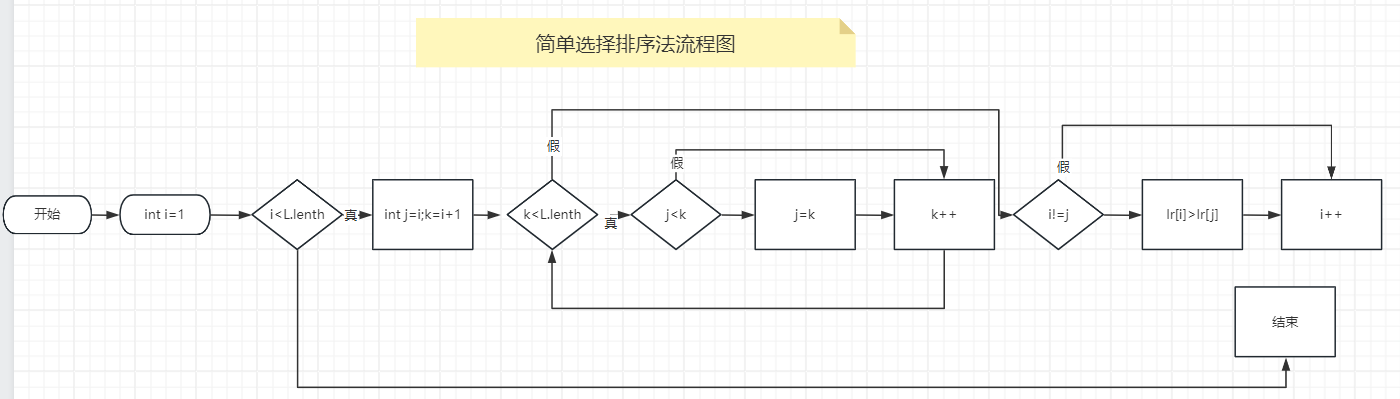 简单选择排序法流程图
假
假
假
开始
int i=1
i<L.lenth
真
int j=i;k=i+1
k<L.lenth
真
j<k
j=k
k++
i!=j
lr[i]>lr[j]
i++
结束